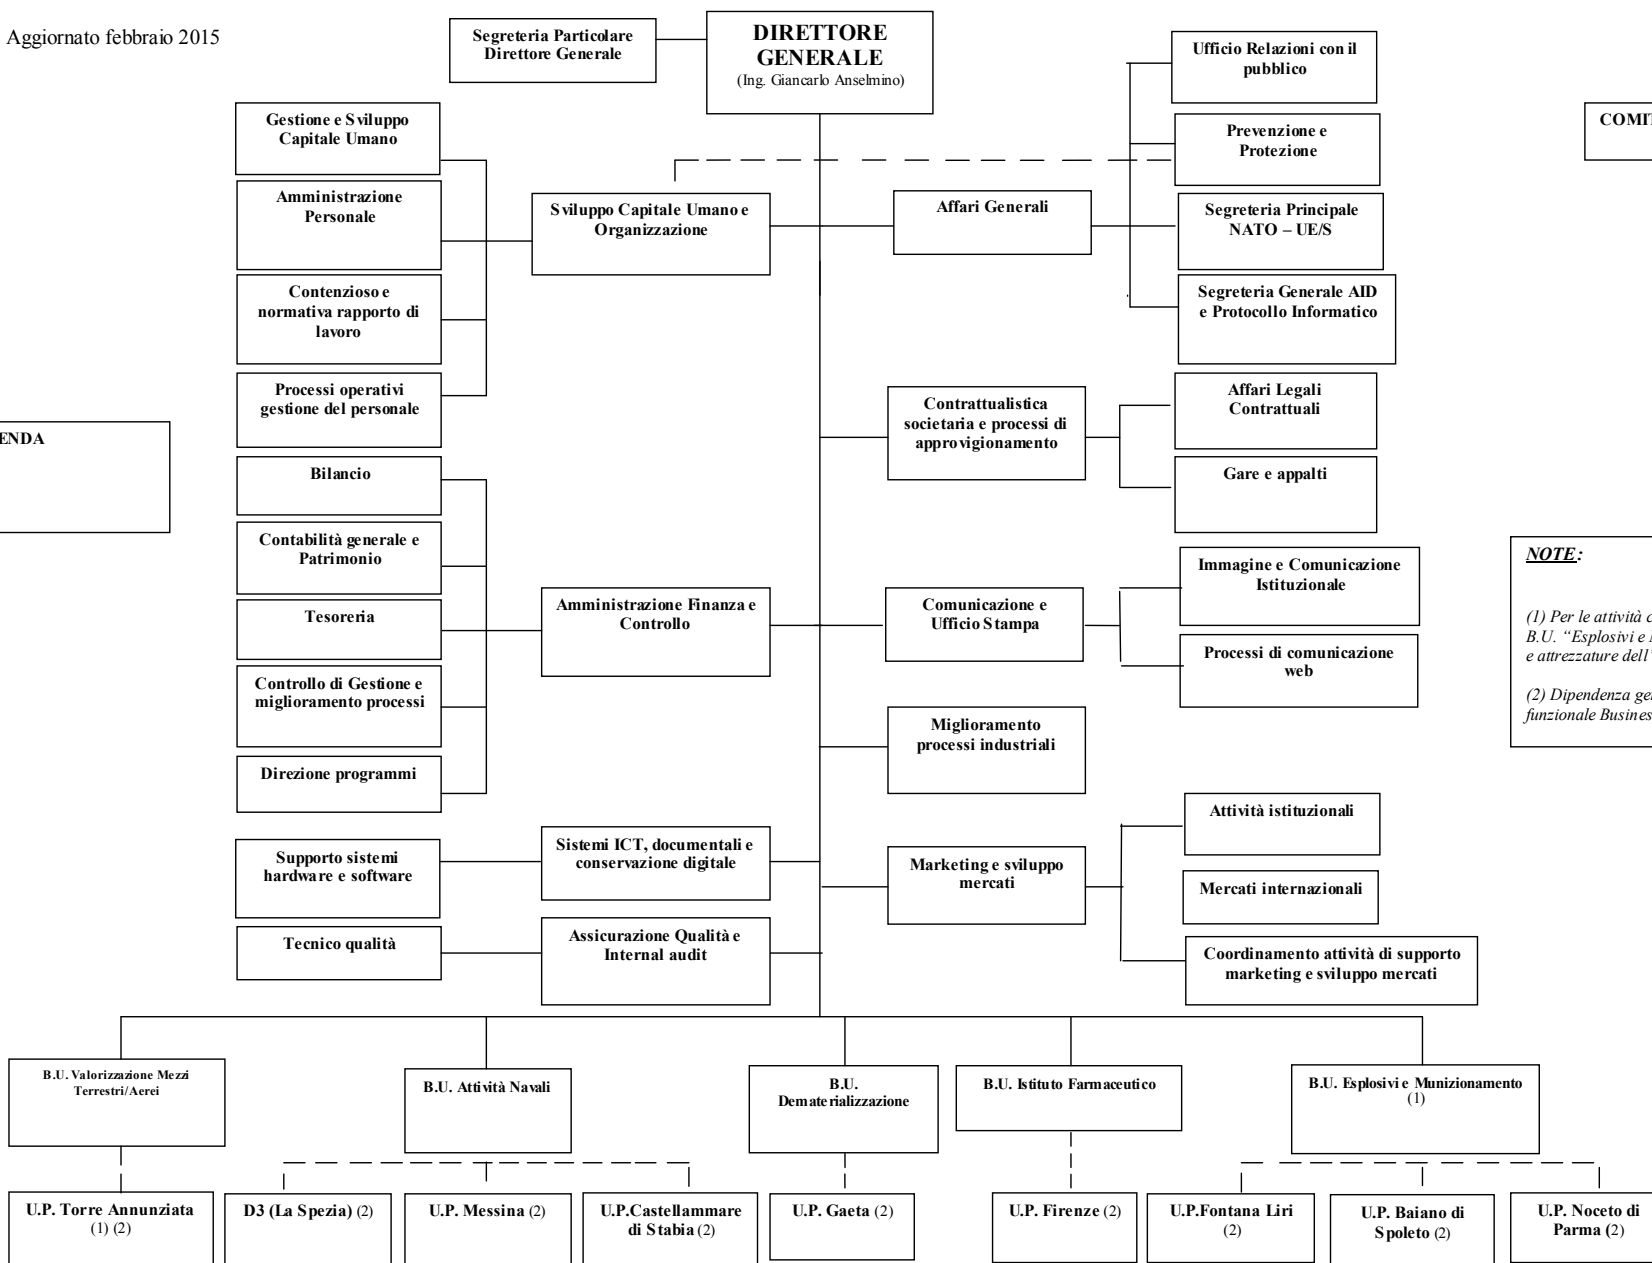 Aggiornato febbraio 2015
Segreteria Particolare
Direttore Generale
DIRETTORE
GENERALE
(Ing. Giancarlo Anselmino)
Ufficio Relazioni con il
pubblico
Gestione e Sviluppo
Capitale Umano
Prevenzione e
Protezione
Amministrazione
Personale
Sviluppo Capitale Umano e
Organizzazione
Affari Generali
Segreteria Principale
NATO – UE/S
Contenzioso e
normativa rapporto di
lavoro
Segreteria Generale AID
e Protocollo Informatico
Processi operativi
gestione del personale
Contrattualistica
societaria e processi di
approvigionamento
Affari Legali
Contrattuali
Gare e appalti
Bilancio
Contabilità generale e
Patrimonio
Tesoreria
Controllo di Gestione e
miglioramento processi
Direzione programmi
Amministrazione Finanza e
Controllo
Comunicazione e
Ufficio Stampa
Immagine e Comunicazione
Istituzionale
Processi di comunicazione
web
NOTE:
(1) Per le attività
B.U. “Esplosivi e
e attrezzature
(2) Dipendenza
funzionale
Miglioramento
processi industriali
Supporto sistemi
hardware e software
Sistemi ICT, documentali e
conservazione digitale
Marketing e sviluppo
mercati
Attività istituzionali
Mercati internazionali
Coordinamento attività di supporto
marketing e sviluppo mercati
Tecnico qualità
Assicurazione Qualità e
Internal audit
B.U. Valorizzazione Mezzi
Terrestri/Aerei
B.U. Attività Navali
B.U.
Dematerializzazione
B.U. Istituto Farmaceutico
B.U. Esplosivi e Munizionamento
(1)
U.P. Torre Annunziata
(1) (2)
D3 (La Spezia) (2)
U.P. Messina (2)
U.P.Castellammare
di Stabia (2)
U.P. Gaeta (2)
U.P. Firenze (2)
U.P.Fontana Liri
(2)
U.P. Baiano di
Spoleto (2)
U.P. Noceto di
Parma (2)